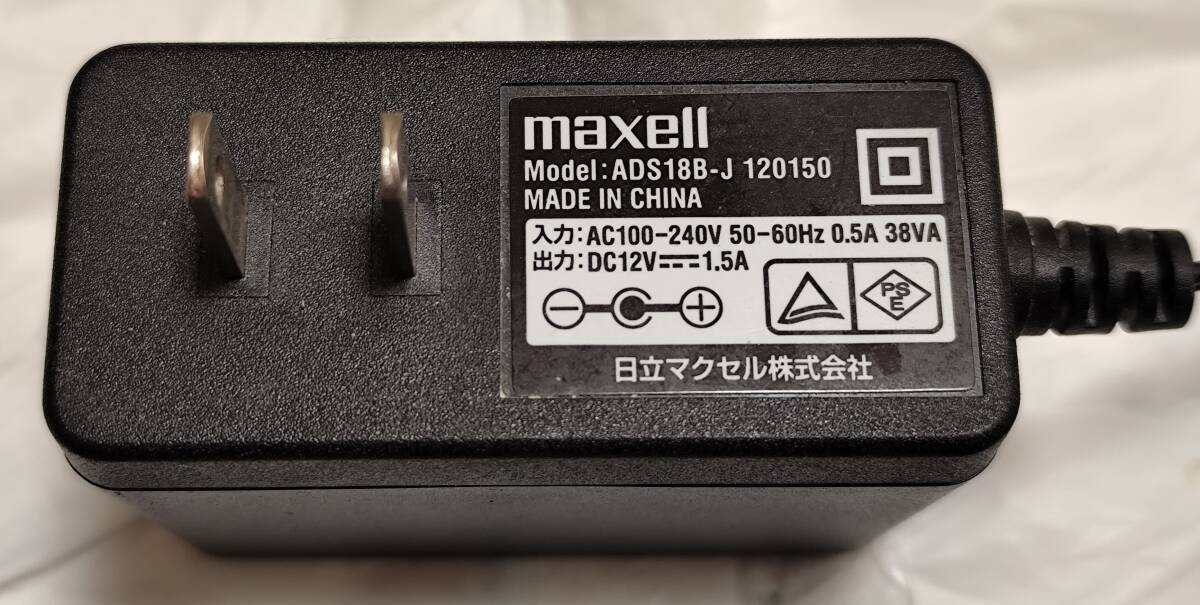 maxell
Model:ADS18B-J 120150
MADE IN CHINA
入力:AC100-240V 50-60Hz 0.5A 38VA
出力:DC12V⎓1.5A
PS
E
日立マクセル株式会社